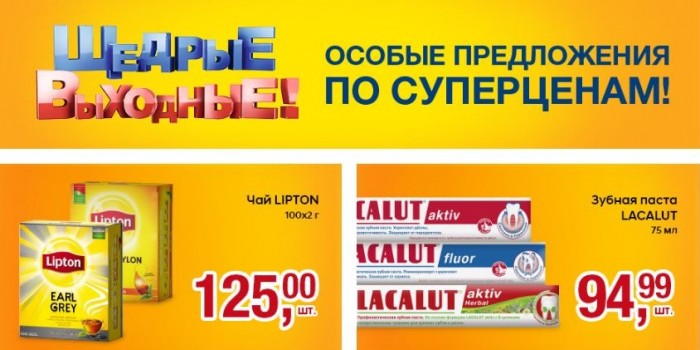 Щедрые
Выходные!
ОСОБЫЕ ПРЕДЛОЖЕНИЯ
ПО СУПЕРЦЕНАМ!
Чай LIPTON
100х2 г
Lipton
YLON
Lipton
EARL
GREY
125,00
шт.
Зубная паста
LACALUT
75 мл
LACALUT aktiv
LACALUT fluor
LACALUT aktiv
Herbal
94,99
шт.